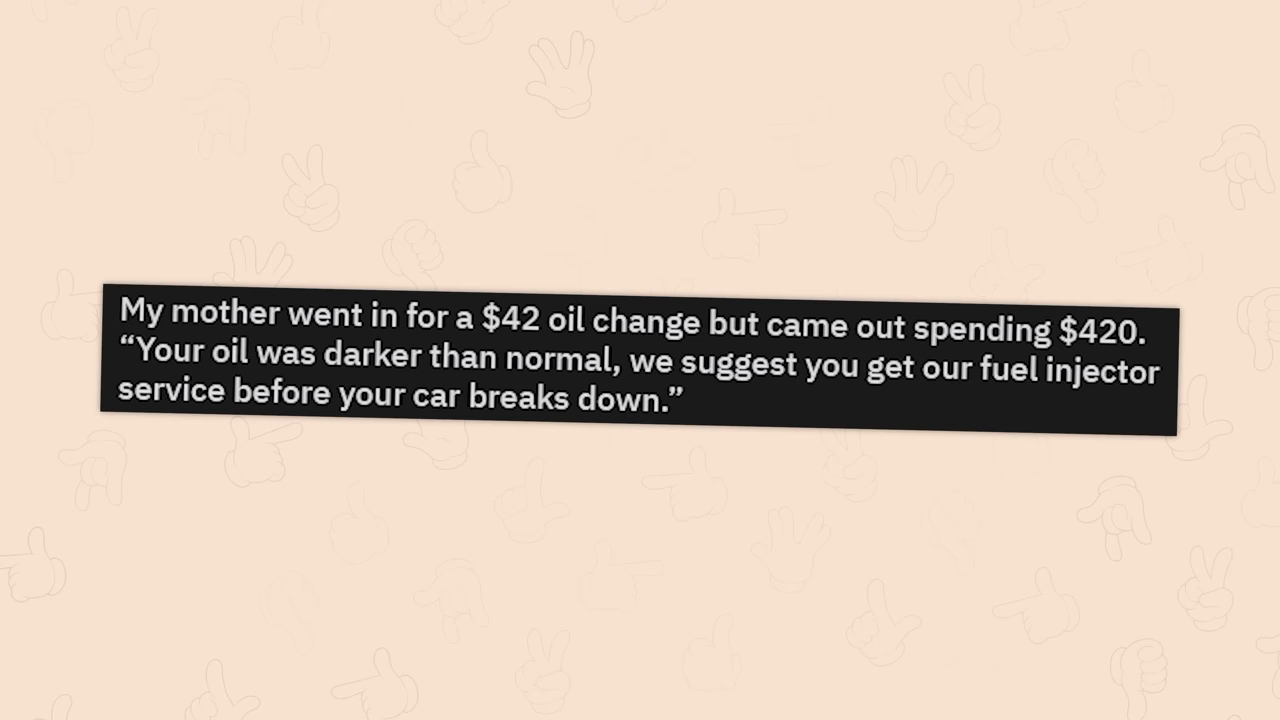 My mother went in for a $42 oil change but came out spending $420.
“Your oil was darker than normal, we suggest you get our fuel injector
service before your car breaks down.”